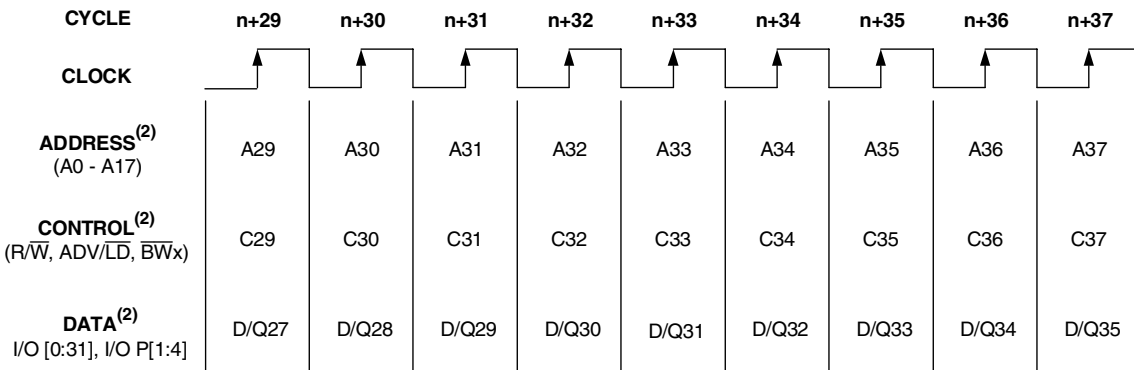 CYCLE n+29 n+30 n+31 n+32 n+33 n+34 n+35 n+36 n+37
CLOCK
ADDRESS(2)
(A0 - A17) A29 A30 A31 A32 A33 A34 A35 A36 A37
CONTROL(2)
(R/W̅, ADV/L̅D̅, B̅W̅x) C29 C30 C31 C32 C33 C34 C35 C36 C37
DATA(2)
I/O [0:31], I/O P[1:4] D/Q27 D/Q28 D/Q29 D/Q30 D/Q31 D/Q32 D/Q33 D/Q34 D/Q35